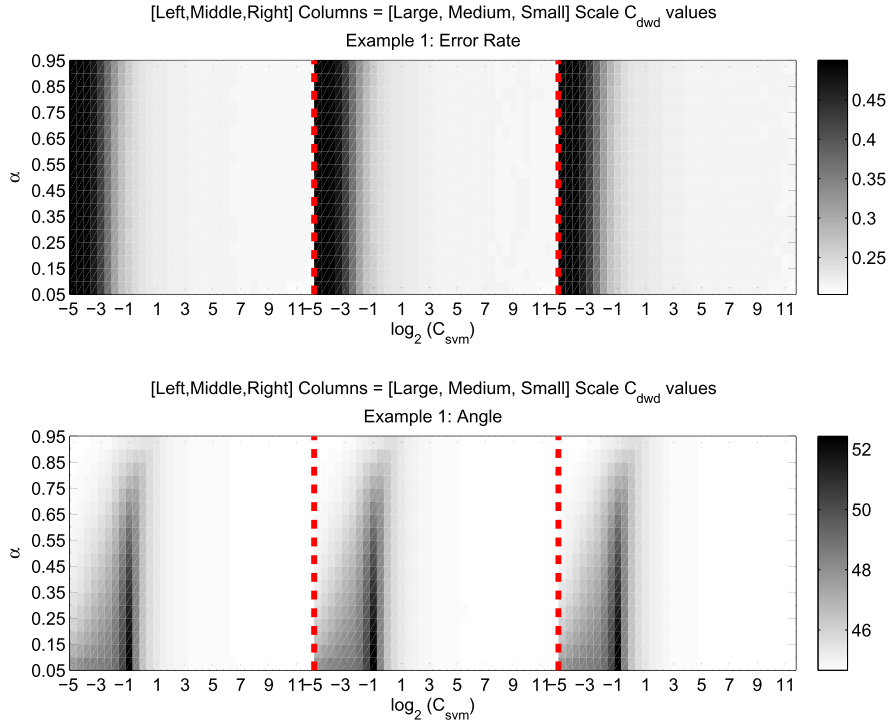 [Left,Middle,Right] Columns = [Large, Medium, Small] Scale C_dwd values
Example 1: Error Rate
0.95
0.85
0.75
0.65
0.55
0.45
0.35
0.25
0.15
0.05
α
−5 −3 −1 1 3 5 7 9 11−5 −3 −1 1 3 5 7 9 11−5 −3 −1 1 3 5 7 9 11
log_2 (C_svm)
0.45
0.4
0.35
0.3
0.25
[Left,Middle,Right] Columns = [Large, Medium, Small] Scale C_dwd values
Example 1: Angle
0.95
0.85
0.75
0.65
0.55
0.45
0.35
0.25
0.15
0.05
α
−5 −3 −1 1 3 5 7 9 11−5 −3 −1 1 3 5 7 9 11−5 −3 −1 1 3 5 7 9 11
log_2 (C_svm)
52
50
48
46